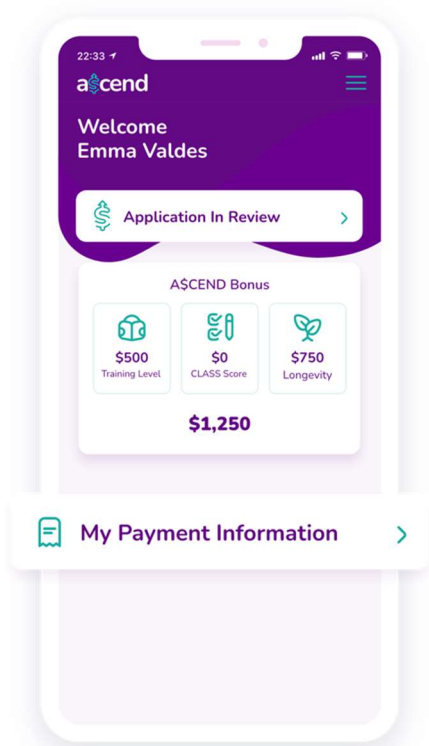 22:33
a$cend
Welcome
Emma Valdes
Application In Review
A$CEND Bonus
$500
Training Level
$0
CLASS Score
$750
Longevity
$1,250
My Payment Information